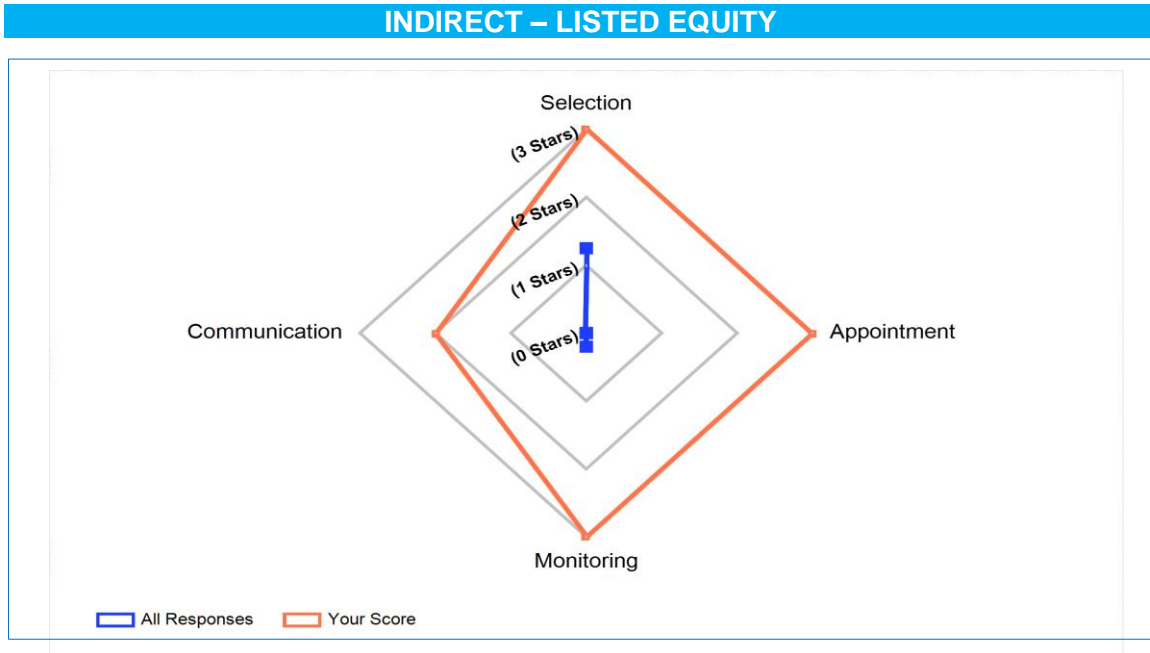 INDIRECT – LISTED EQUITY
Selection
(3 Stars)
(2 Stars)
(1 Stars)
(0 Stars)
Communication
Appointment
Monitoring
All Responses
Your Score